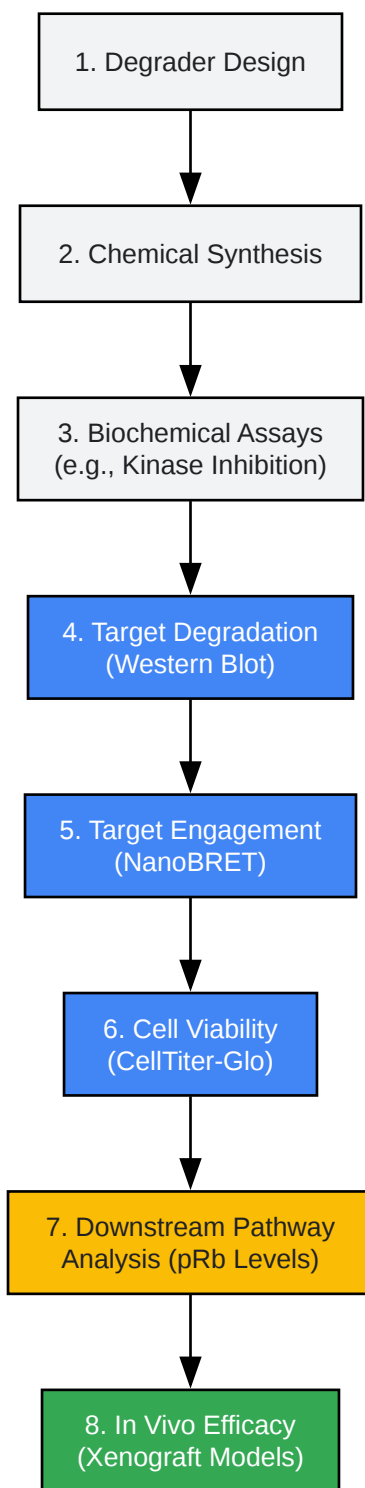 1. Degrader Design
2. Chemical Synthesis
3. Biochemical Assays
(e.g., Kinase Inhibition)
4. Target Degradation
(Western Blot)
5. Target Engagement
(NanoBRET)
6. Cell Viability
(CellTiter-Glo)
7. Downstream Pathway
Analysis (pRb Levels)
8. In Vivo Efficacy
(Xenograft Models)